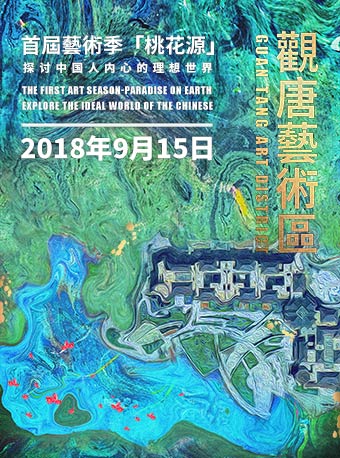 首屆藝術季「桃花源」
探讨中国人内心的理想世界
THE FIRST ART SEASON-PARADISE ON EARTH
EXPLORE THE IDEAL WORLD OF THE CHINESE
2018年9月15日
觀唐藝術區
GUAN TANG ART DISTRICT